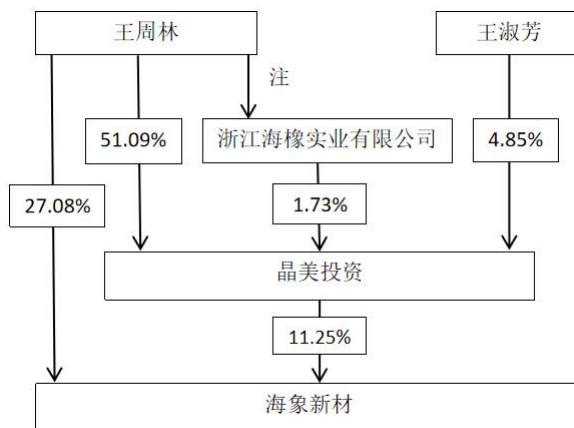 王周林
王淑芳
注
51.09%
浙江海橡实业有限公司
4.85%
27.08%
1.73%
晶美投资
11.25%
海象新材